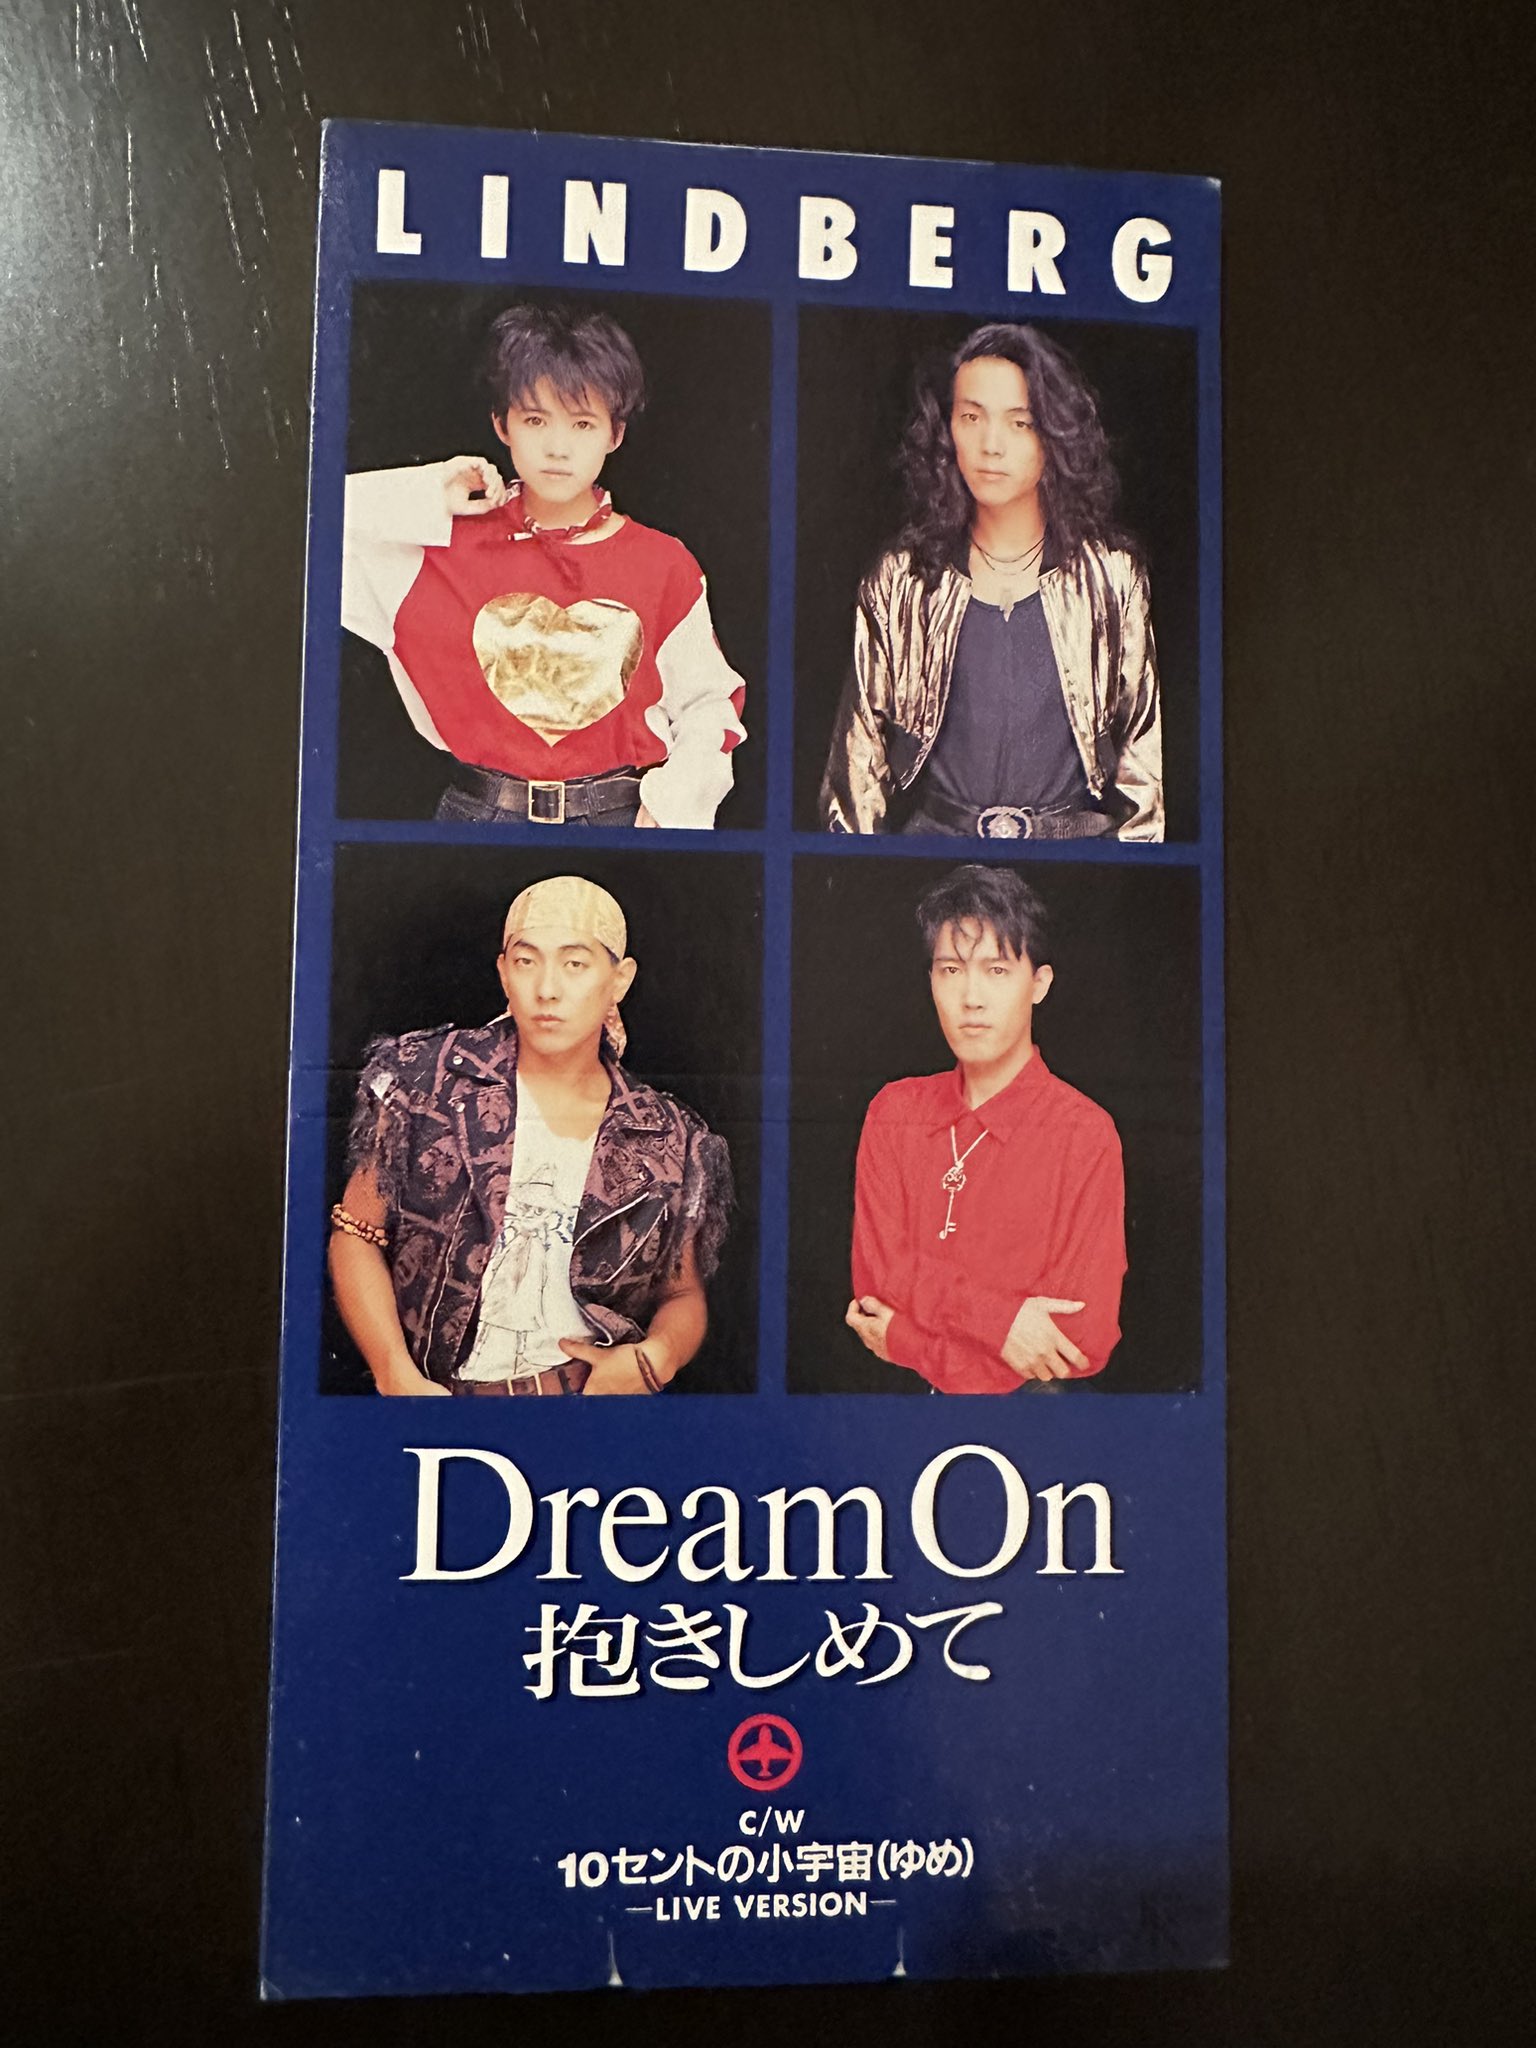 LINDBERG
Dream On
抱きしめて
C/W
10セントの小宇宙(ゆめ)
—LIVE VERSION—